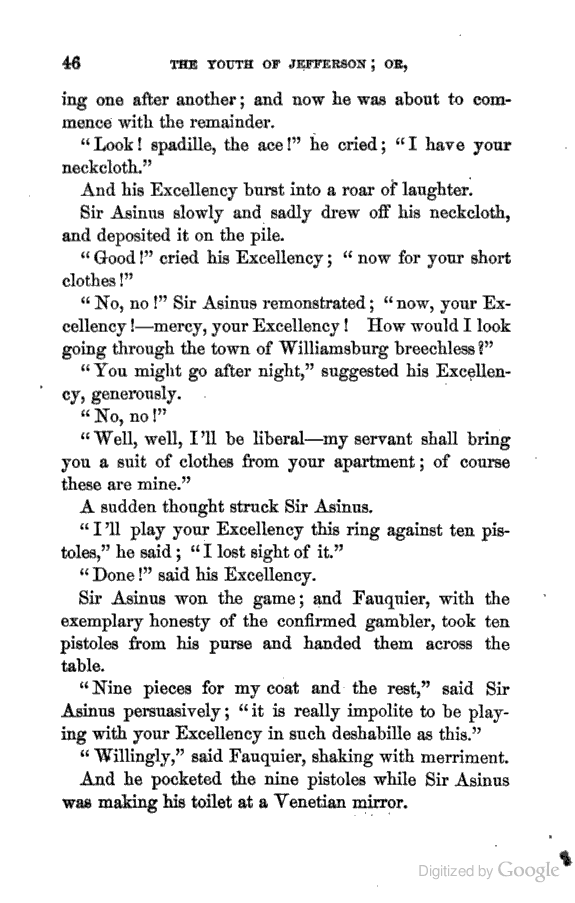 46 THE YOUTH OF JEFFERSON; OR,
ing one after another; and now he was about to com-
mence with the remainder.
"Look! spadille, the ace!" he cried; "I have your
neckcloth."
And his Excellency burst into a roar of laughter.
Sir Asinus slowly and sadly drew off his neckcloth,
and deposited it on the pile.
"Good!" cried his Excellency; "now for your short
clothes!"
"No, no!" Sir Asinus remonstrated; "now, your Ex-
cellency!—mercy, your Excellency! How would I look
going through the town of Williamsburg breechless?"
"You might go after night," suggested his Excellen-
cy, generously.
"No, no!"
"Well, well, I'll be liberal—my servant shall bring
you a suit of clothes from your apartment; of course
these are mine."
A sudden thought struck Sir Asinus.
"I'll play your Excellency this ring against ten pis-
toles," he said; "I lost sight of it."
"Done!" said his Excellency.
Sir Asinus won the game; and Fauquier, with the
exemplary honesty of the confirmed gambler, took ten
pistoles from his purse and handed them across the
table.
"Nine pieces for my coat and the rest," said Sir
Asinus persuasively; "it is really impolite to be play-
ing with your Excellency in such deshabille as this."
"Willingly," said Fauquier, shaking with merriment.
And he pocketed the nine pistoles while Sir Asinus
was making his toilet at a Venetian mirror.
Digitized by Google